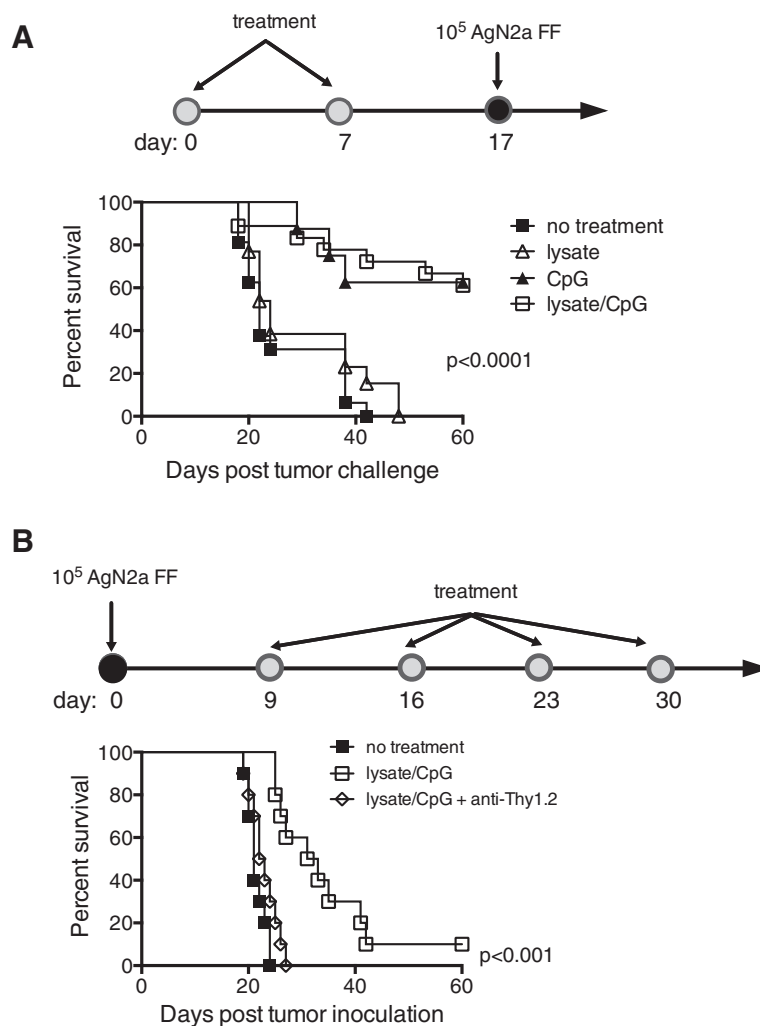 A
treatment
10⁵ AgN2a FF
day: 0 7 17
100
80
60
40
20
0
Percent survival
0 20 40 60
Days post tumor challenge
no treatment
lysate
CpG
lysate/CpG
p<0.0001
B
10⁵ AgN2a FF
treatment
day: 0 9 16 23 30
100
80
60
40
20
0
Percent survival
0 20 40 60
Days post tumor inoculation
no treatment
lysate/CpG
lysate/CpG + anti-Thy1.2
p<0.001